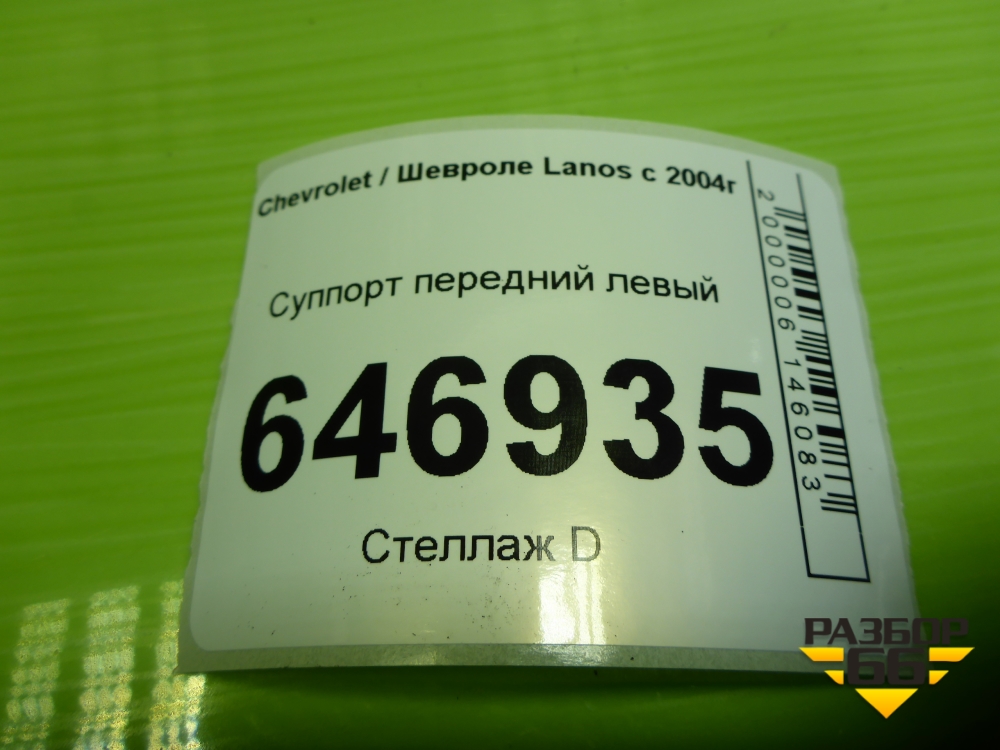 Chevrolet / Шевроле Lanos с 2004г
Суппорт передний левый
646935
Стеллаж D
2000006146083
РАЗБОР
66